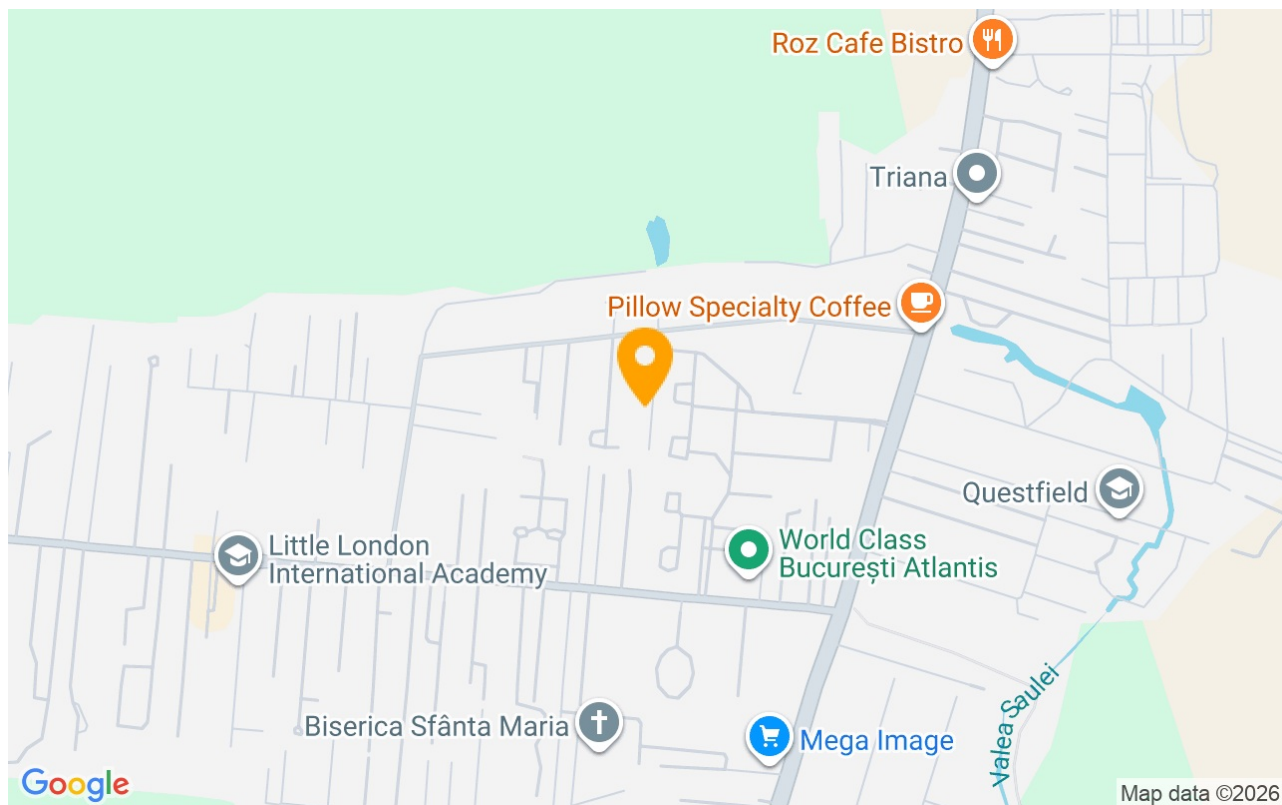 Roz Cafe Bistro
Triana
Pillow Specialty Coffee
Questfield
World Class
București Atlantis
Little London
International Academy
Valea Saulei
Biserica Sfânta Maria
Mega Image
Google
Map data ©2026